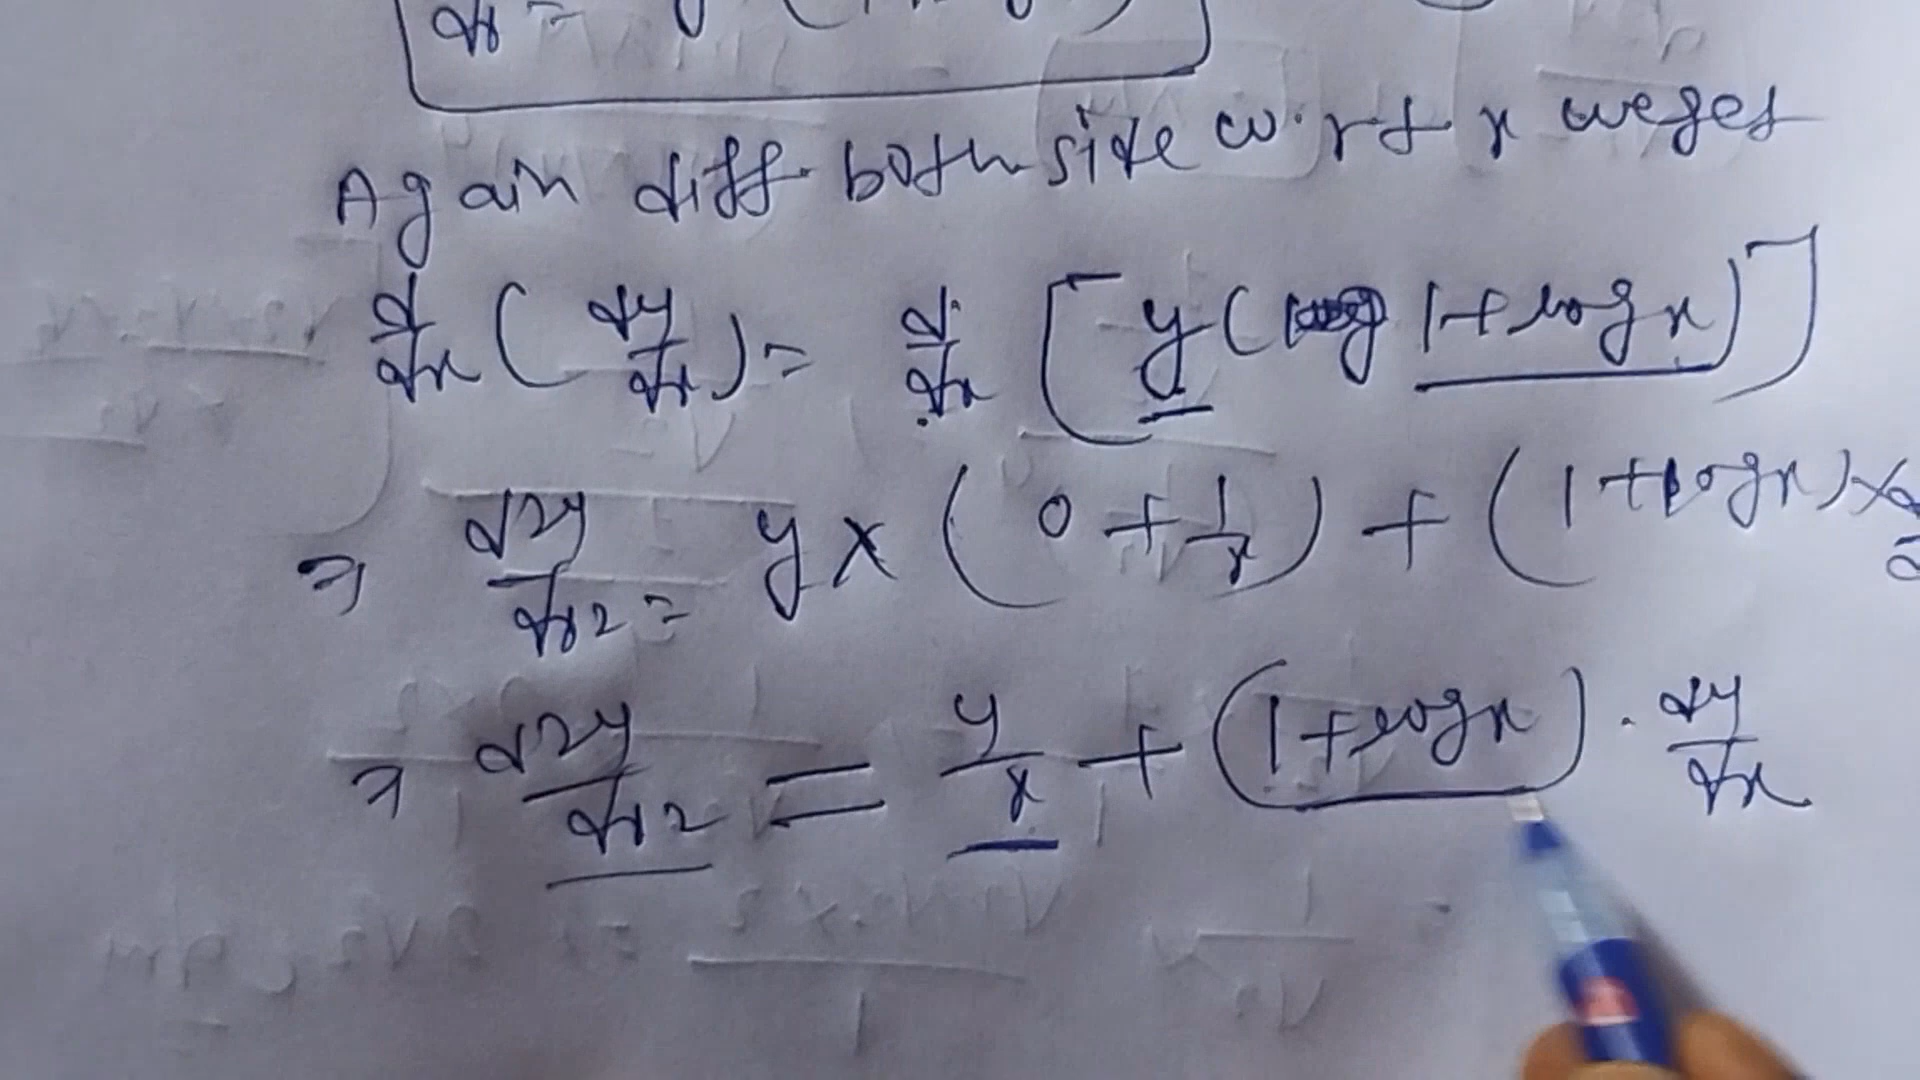 dx = y (
Again diff both side w.r.t x we get
d/dx ( dy/dx ) = d/dx [ y ( 1 + log x ) ]
⇒ d2y/dx2 = y × ( 0 + 1/x ) + ( 1 + log x ) ×
⇒ d2y/dx2 = y/x + ( 1 + log x ) . dy/dx